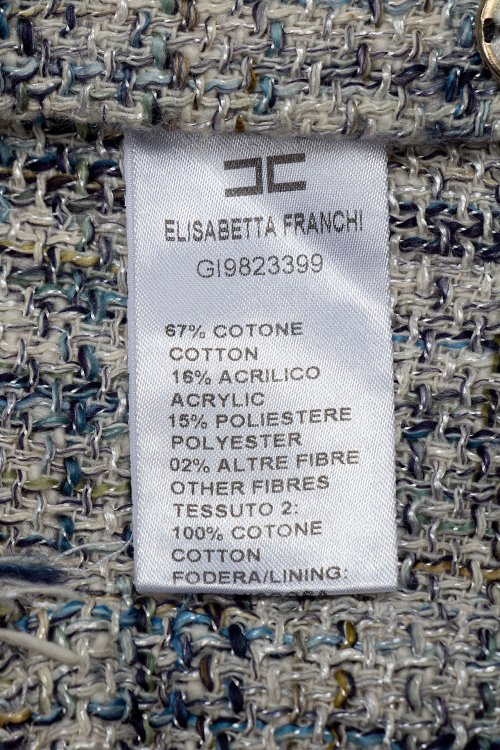 ELISABETTA FRANCHI
GI9823399
67% COTONE
COTTON
16% ACRILICO
ACRYLIC
15% POLIESTERE
POLYESTER
02% ALTRE FIBRE
OTHER FIBRES
TESSUTO 2:
100% COTONE
COTTON
FODERA/LINING: